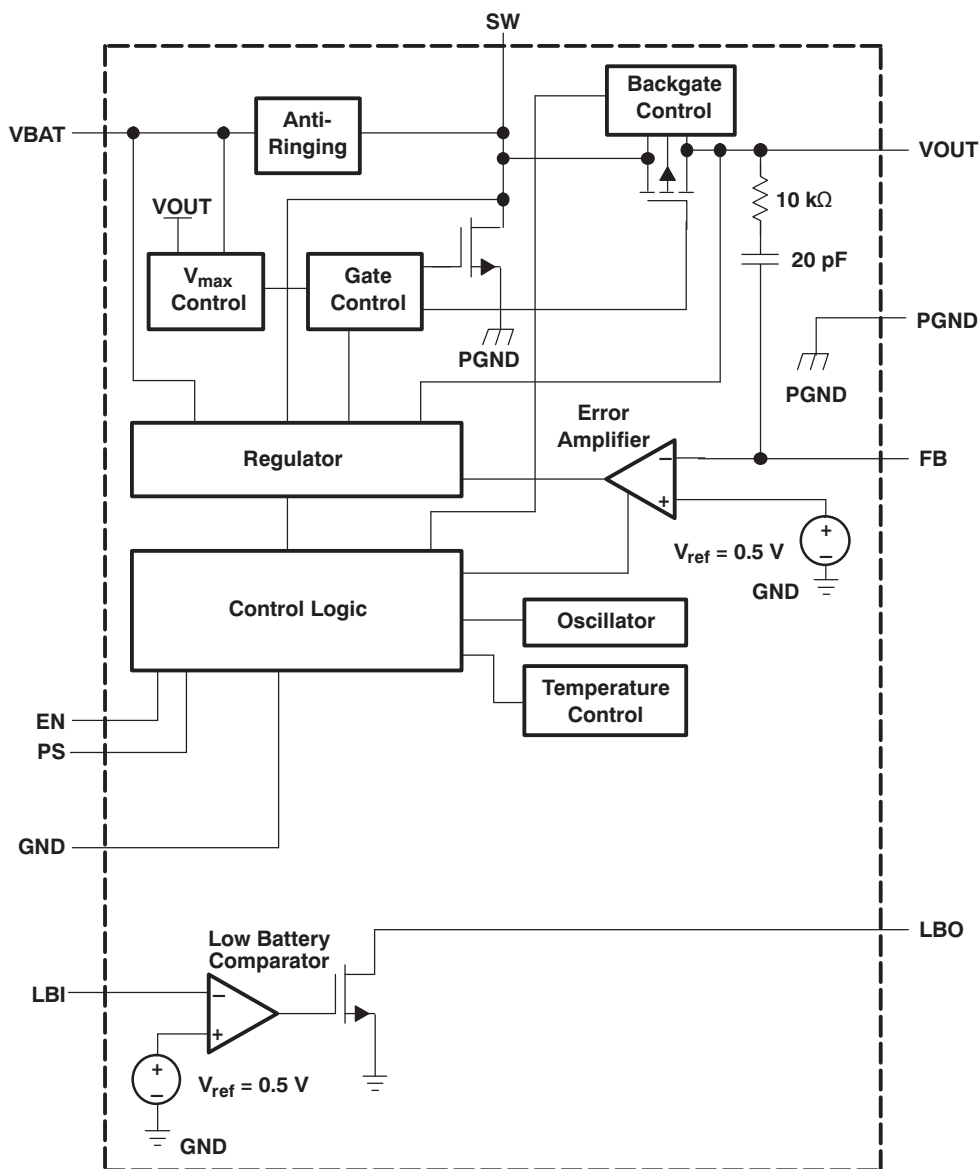 SW
Backgate
Control
VBAT
Anti-
Ringing
VOUT
VOUT
10 kΩ
20 pF
Vmax
Control
Gate
Control
PGND
PGND
PGND
Error
Amplifier
Regulator
−
+
FB
Vref = 0.5 V
+
−
GND
Control Logic
Oscillator
Temperature
Control
EN
PS
GND
LBO
Low Battery
Comparator
LBI
−
+
+
−
Vref = 0.5 V
GND